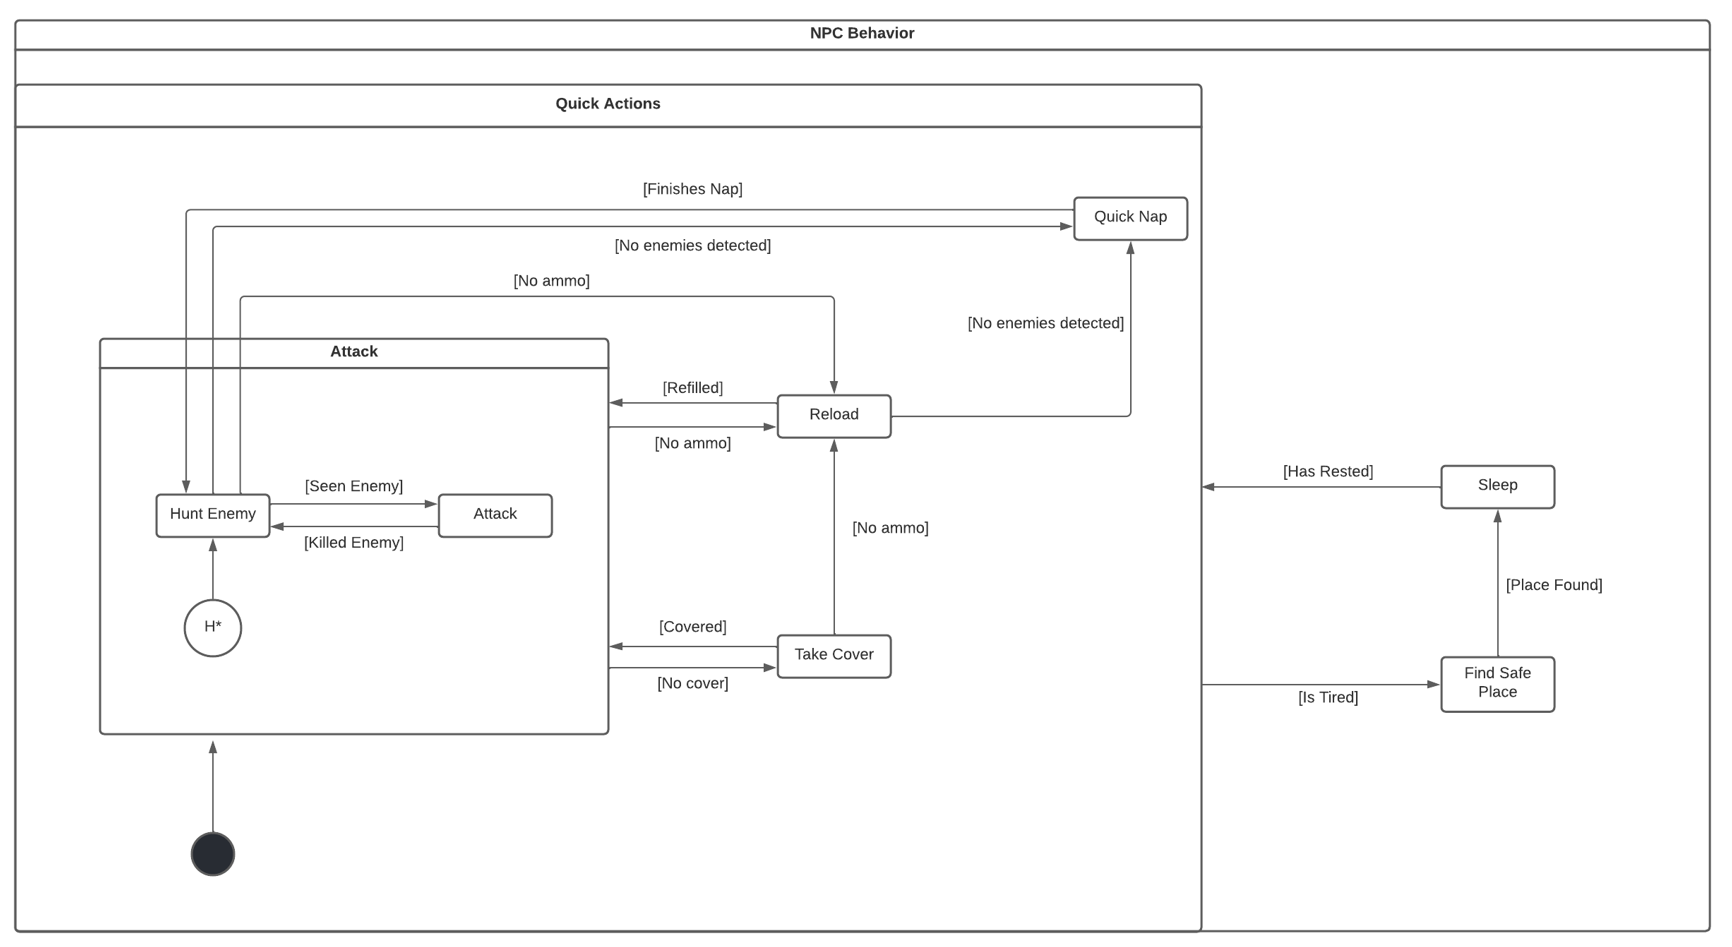 NPC Behavior
Quick Actions
[Finishes Nap]
Quick Nap
[No enemies detected]
[No ammo]
[No enemies detected]
Attack
[Refilled]
Reload
[No ammo]
[Has Rested]
Sleep
[Seen Enemy]
Hunt Enemy
Attack
[No ammo]
[Killed Enemy]
[Place Found]
H*
[Covered]
Take Cover
[No cover]
Find Safe
Place
[Is Tired]